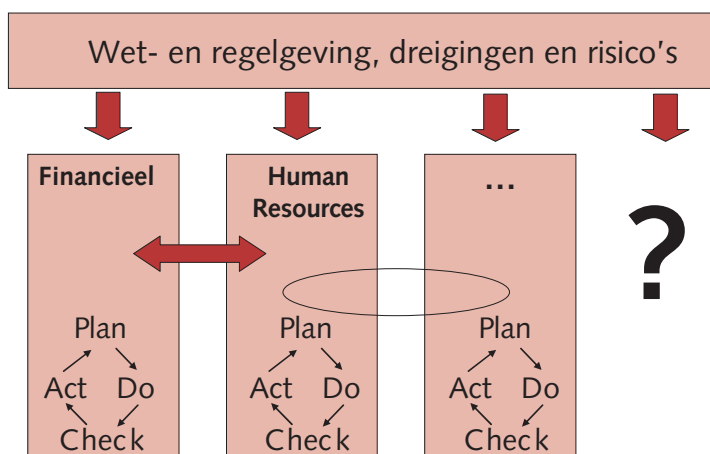 Wet- en regelgeving, dreigingen en risico's
Financieel
Human
Resources
...
?
Plan
Act Do
Check
Plan
Act Do
Check
Plan
Act Do
Check